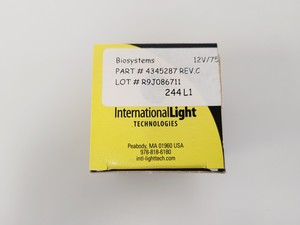 Biosystems 12V/75
PART # 4345287 REV.C
LOT # R9J086711
244 L1
InternationalLight
TECHNOLOGIES
Peabody, MA 01960 USA
978-818-6180
intl-lighttech.com